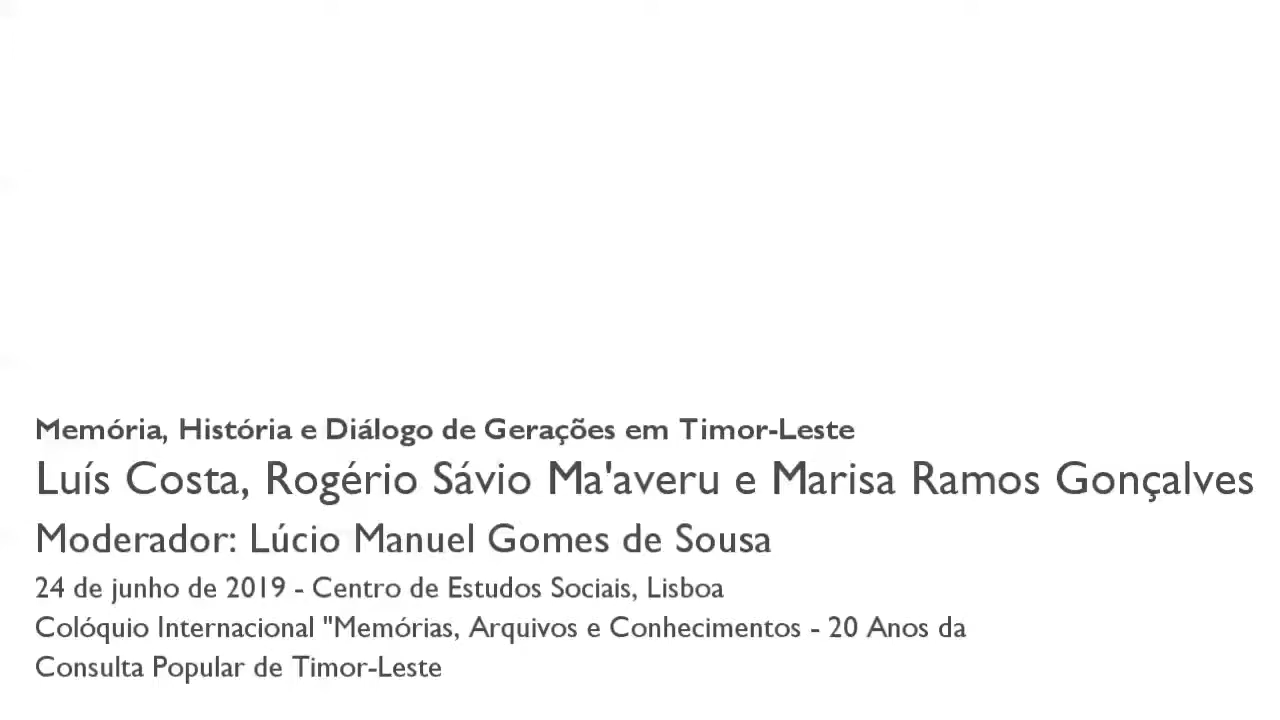 Memória, História e Diálogo de Gerações em Timor-Leste
Luís Costa, Rogério Sávio Ma'averu e Marisa Ramos Gonçalves
Moderador: Lúcio Manuel Gomes de Sousa
24 de junho de 2019 - Centro de Estudos Sociais, Lisboa
Colóquio Internacional "Memórias, Arquivos e Conhecimentos - 20 Anos da
Consulta Popular de Timor-Leste